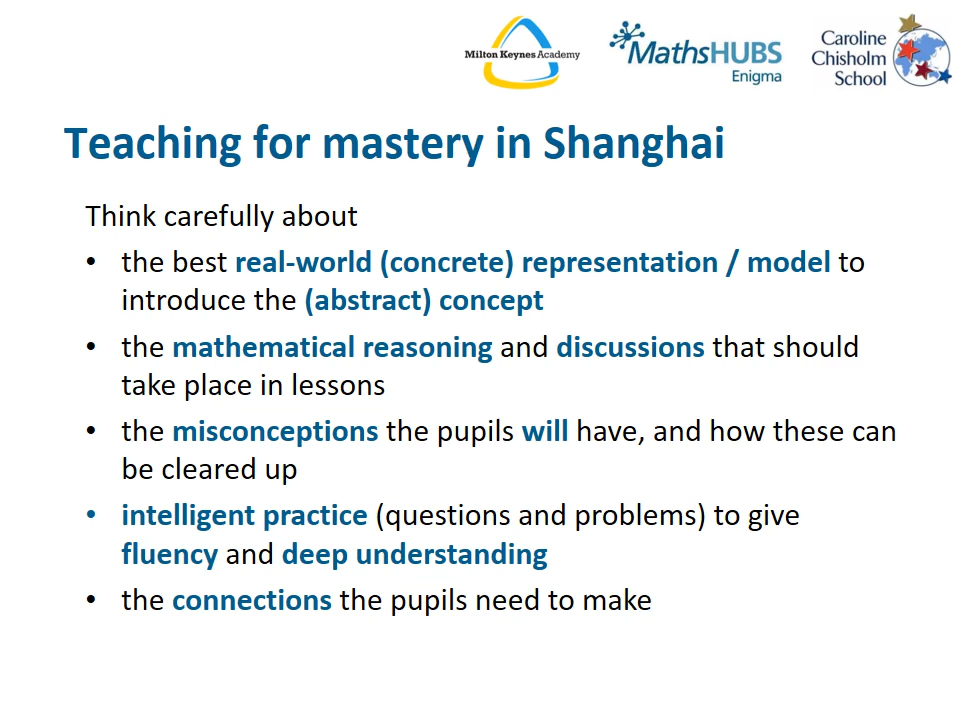 Milton Keynes Academy
MathsHUBS
Enigma
Caroline
Chisholm
School
Teaching for mastery in Shanghai
Think carefully about
• the best real-world (concrete) representation / model to
introduce the (abstract) concept
• the mathematical reasoning and discussions that should
take place in lessons
• the misconceptions the pupils will have, and how these can
be cleared up
• intelligent practice (questions and problems) to give
fluency and deep understanding
• the connections the pupils need to make